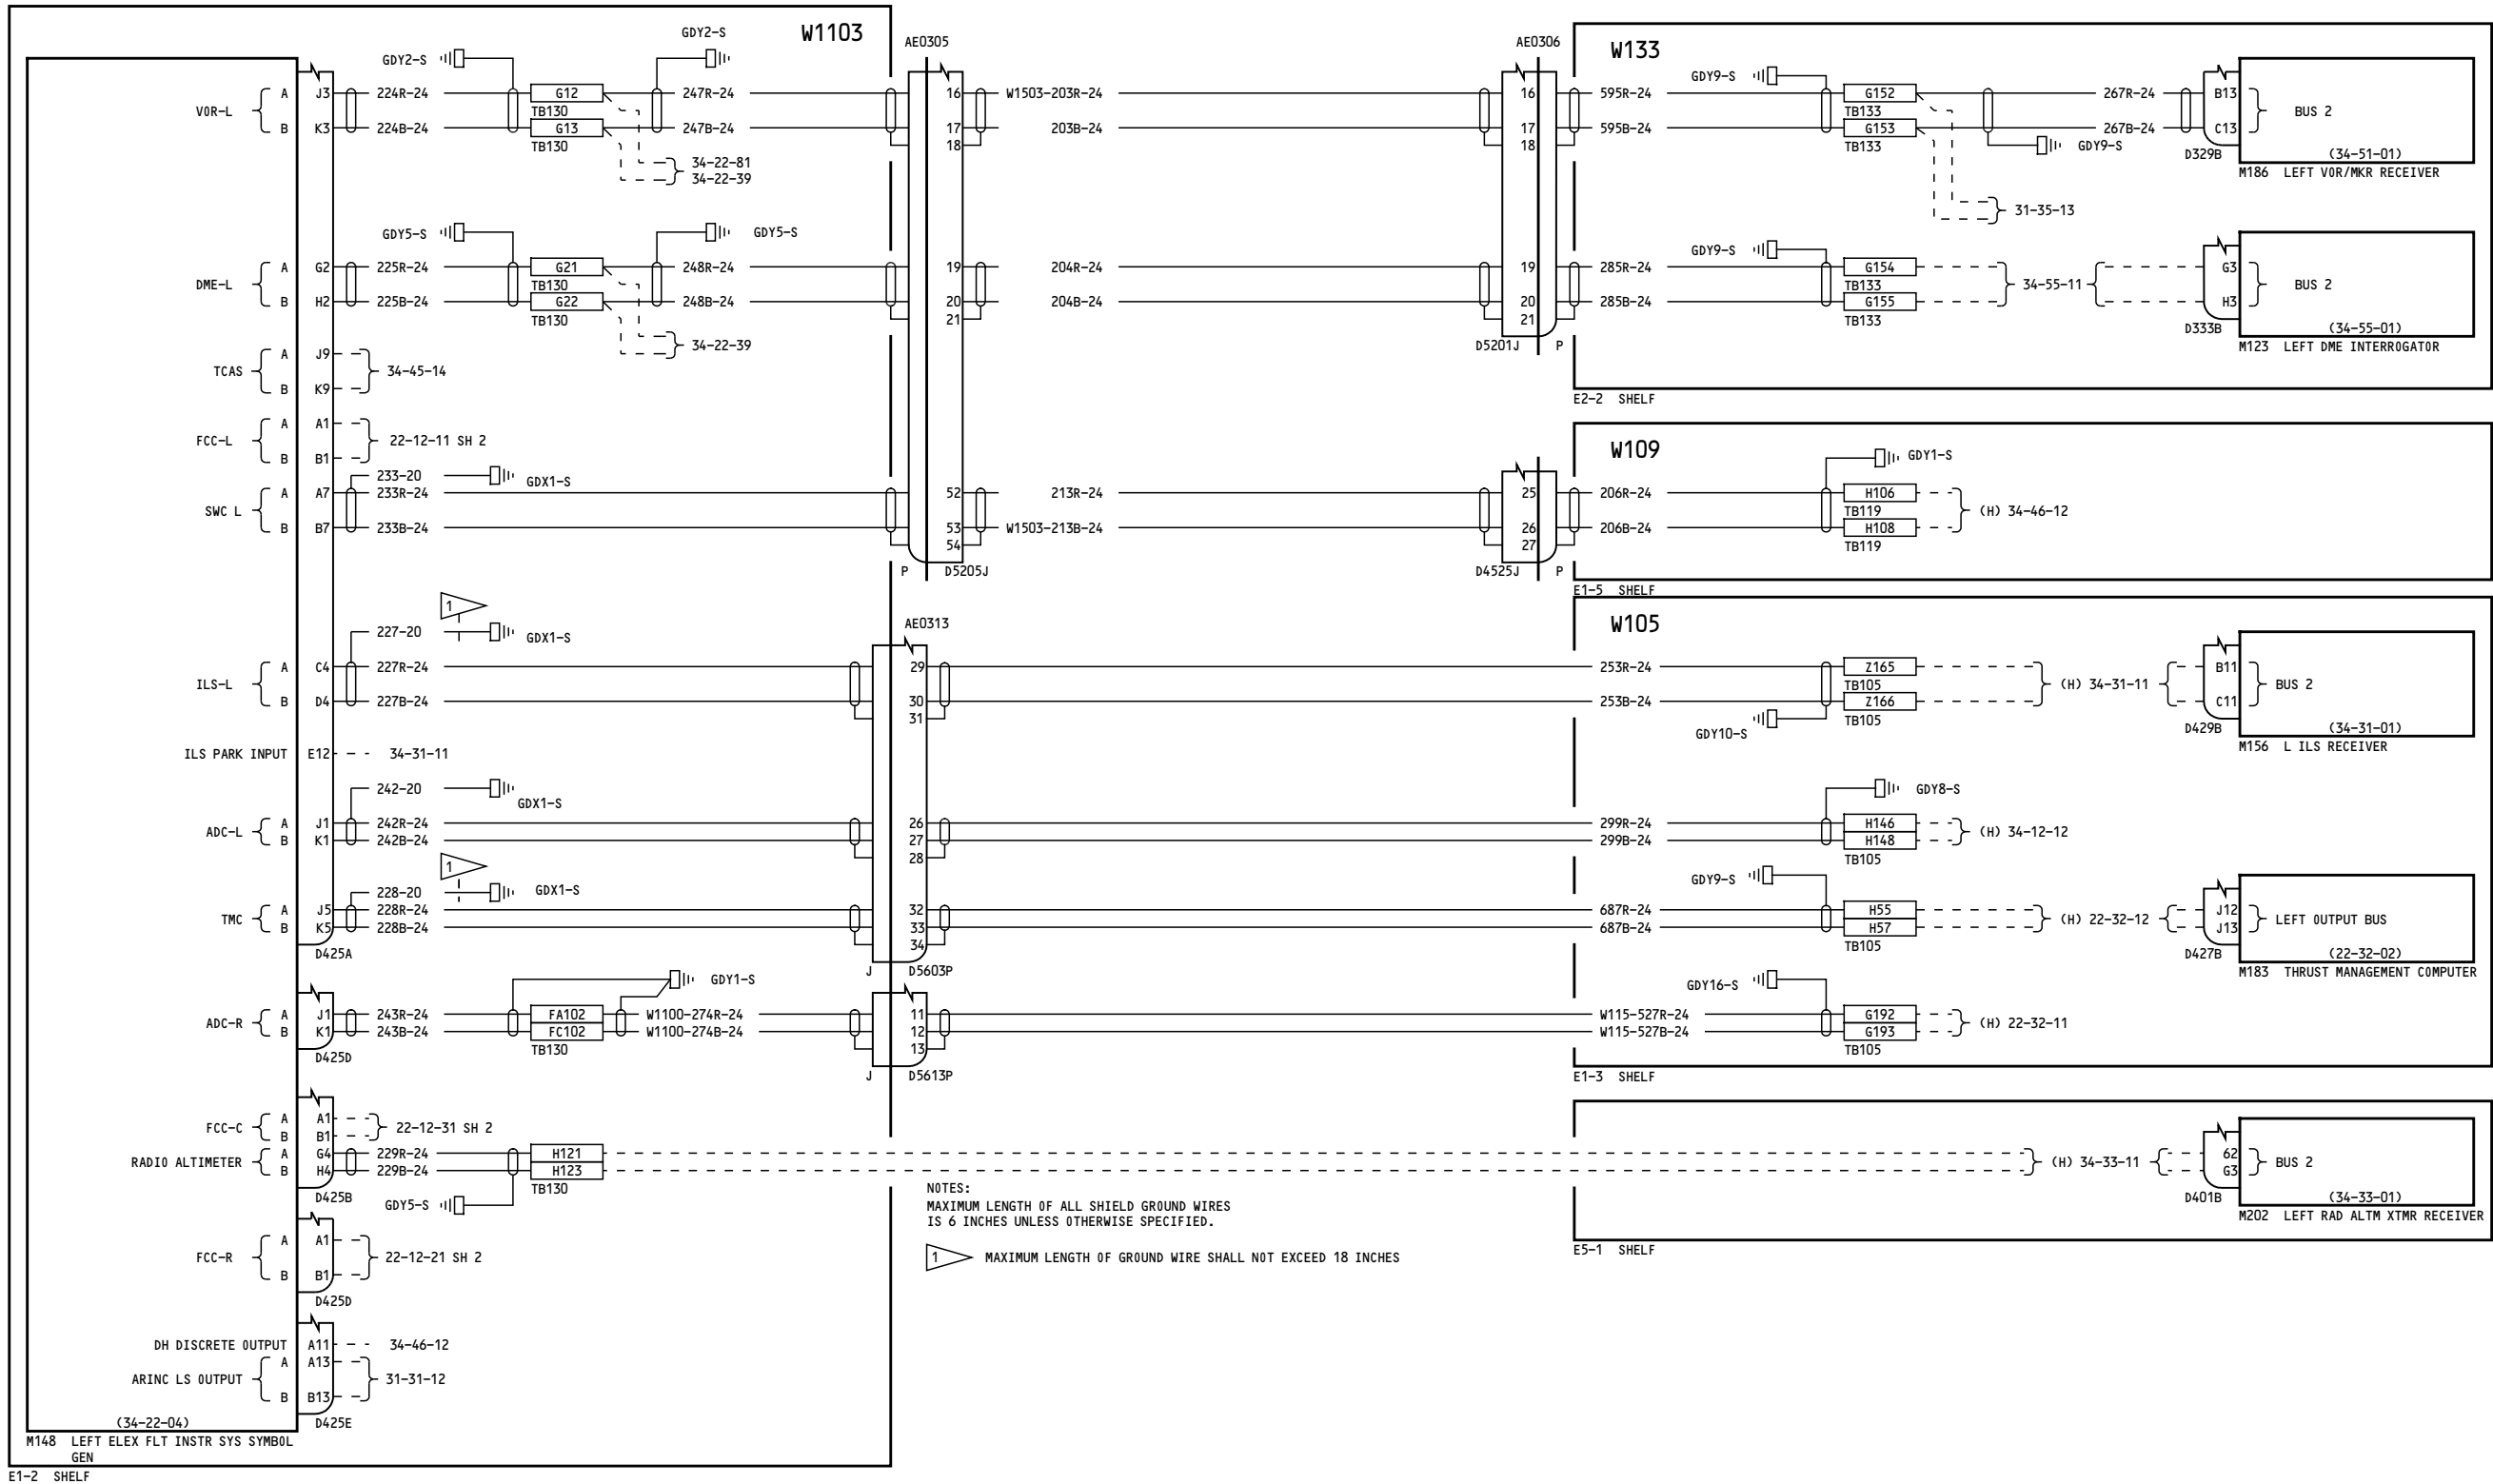 W1103
GDY2-S
GDY2-S
AE0305
AE0306
W133
GDY9-S
VOR-L
A J3 224R-24 G12 247R-24 16 W1503-203R-24 16 595R-24 G152 267R-24 B13
TB130
TB133
BUS 2
B K3 224B-24 G13 247B-24 17 203B-24 17 595B-24 G153 267B-24 C13
TB130
18
18
TB133
GDY9-S
D329B
(34-51-01)
34-22-81
34-22-39
M186 LEFT VOR/MKR RECEIVER
31-35-13
GDY5-S
GDY5-S
GDY9-S
DME-L
A G2 225R-24 G21 248R-24 19 204R-24 19 285R-24 G154 G3
TB130
TB133
34-55-11
BUS 2
B H2 225B-24 G22 248B-24 20 204B-24 20 285B-24 G155 H3
TB130
21
21
TB133
D333B
(34-55-01)
34-22-39
D5201J P
M123 LEFT DME INTERROGATOR
TCAS
A J9
34-45-14
B K9
E2-2 SHELF
FCC-L
A A1
22-12-11 SH 2
B B1
W109
GDY1-S
233-20
GDX1-S
SWC L
A A7 233R-24 52 213R-24 25 206R-24 H106
TB119
(H) 34-46-12
B B7 233B-24 53 W1503-213B-24 26 206B-24 H108
54
27
TB119
P D5205J
D4525J P
E1-5 SHELF
1
227-20
GDX1-S
AE0313
W105
ILS-L
A C4 227R-24 29 253R-24 Z165 B11
TB105
(H) 34-31-11
BUS 2
B D4 227B-24 30 253B-24 Z166 C11
31
TB105
GDY10-S
D429B
(34-31-01)
M156 L ILS RECEIVER
ILS PARK INPUT E12 34-31-11
242-20
GDX1-S
GDY8-S
ADC-L
A J1 242R-24 26 299R-24 H146
(H) 34-12-12
B K1 242B-24 27 299B-24 H148
28
TB105
1
228-20
GDX1-S
GDY9-S
TMC
A J5 228R-24 32 687R-24 H55 J12
(H) 22-32-12
LEFT OUTPUT BUS
B K5 228B-24 33 687B-24 H57 J13
D425A
34
TB105
D427B
(22-32-02)
J D5603P
M183 THRUST MANAGEMENT COMPUTER
GDY1-S
GDY16-S
ADC-R
A J1 243R-24 FA102 W1100-274R-24 11 W115-527R-24 G192
(H) 22-32-11
B K1 243B-24 FC102 W1100-274B-24 12 W115-527B-24 G193
D425D
TB130
13
TB105
J D5613P
E1-3 SHELF
FCC-C
A A1
22-12-31 SH 2
B B1
RADIO ALTIMETER
A G4 229R-24 H121 62
(H) 34-33-11
BUS 2
B H4 229B-24 H123 G3
D425B
TB130
GDY5-S
D401B
(34-33-01)
M202 LEFT RAD ALTM XTMR RECEIVER
E5-1 SHELF
NOTES:
MAXIMUM LENGTH OF ALL SHIELD GROUND WIRES
IS 6 INCHES UNLESS OTHERWISE SPECIFIED.
1 MAXIMUM LENGTH OF GROUND WIRE SHALL NOT EXCEED 18 INCHES
FCC-R
A A1
22-12-21 SH 2
B B1
D425D
DH DISCRETE OUTPUT A11 34-46-12
ARINC LS OUTPUT
A A13
31-31-12
B B13
D425E
(34-22-04)
M148 LEFT ELEX FLT INSTR SYS SYMBOL
GEN
E1-2 SHELF